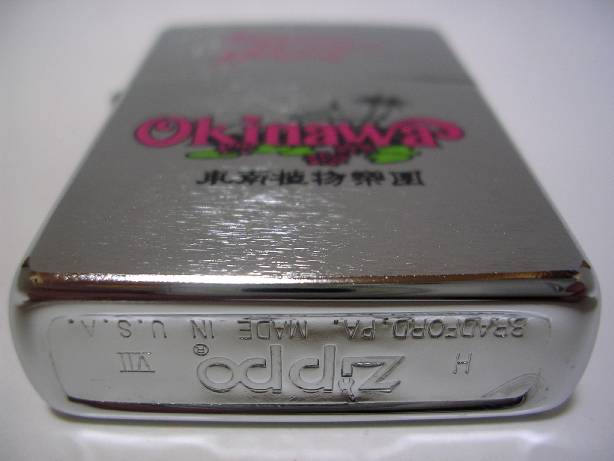 Okinawa
東南植物楽園
H Zippo® VII
BRADFORD,PA. MADE IN U.S.A.